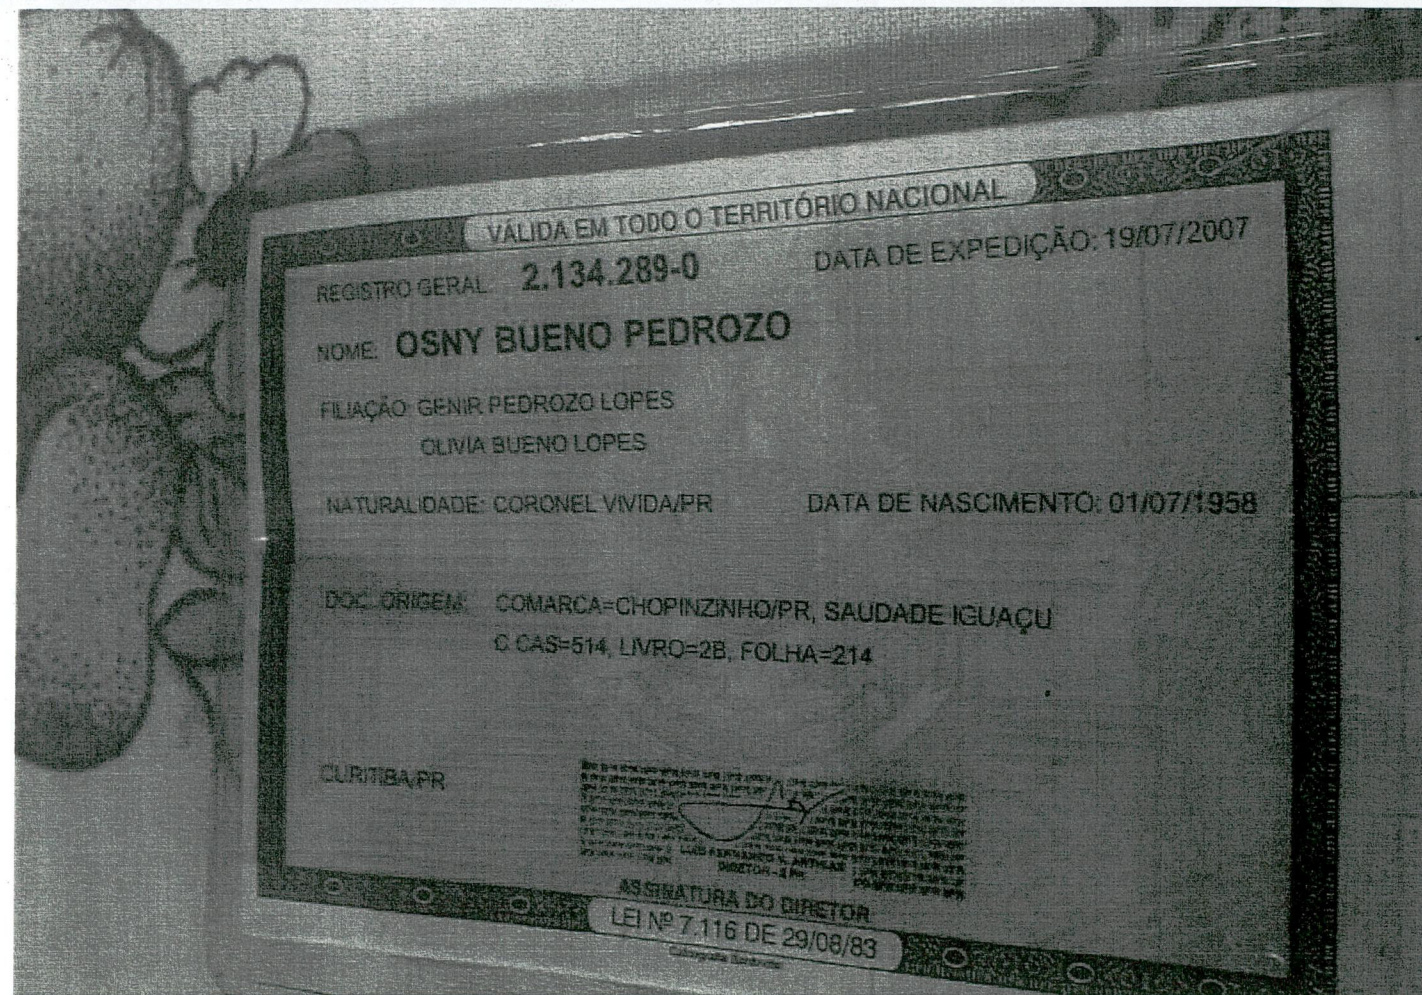 VÁLIDA EM TODO O TERRITÓRIO NACIONAL
REGISTRO GERAL: 2.134.289-0 DATA DE EXPEDIÇÃO: 19/07/2007
NOME: OSNY BUENO PEDROZO
FILIAÇÃO: GENIR PEDROZO LOPES
OLIVIA BUENO LOPES
NATURALIDADE: CORONEL VIVIDA/PR DATA DE NASCIMENTO: 01/07/1958
DOC. ORIGEM: COMARCA=CHOPINZINHO/PR, SAUDADE IGUAÇU
C.CAS=514, LIVRO=2B, FOLHA=214
CURITIBA/PR
ASSINATURA DO DIRETOR
LEI Nº 7.116 DE 29/08/83